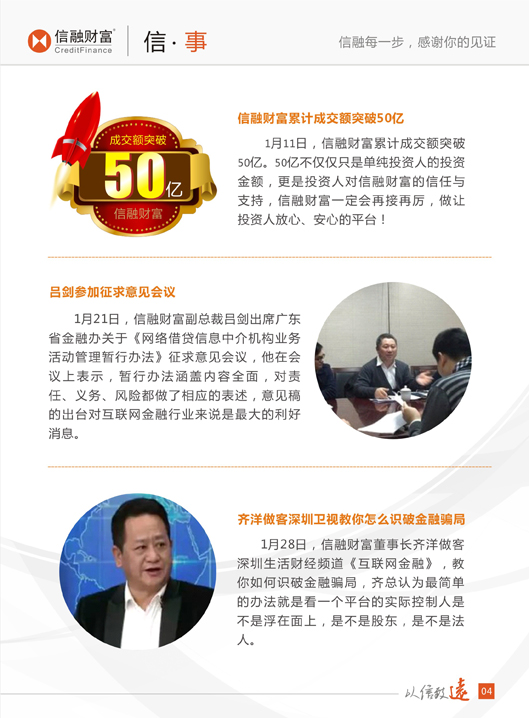 信融财富®
CreditFinance
信·事
信融每一步，感谢你的见证
成交额突破
50亿
信融财富
信融财富累计成交额突破50亿
1月11日，信融财富累计成交额突破
50亿。50亿不仅仅只是单纯投资人的投资
金额，更是投资人对信融财富的信任与
支持，信融财富一定会再接再厉，做让
投资人放心、安心的平台！
吕剑参加征求意见会议
1月21日，信融财富副总裁吕剑出席广东
省金融办关于《网络借贷信息中介机构业务
活动管理暂行办法》征求意见会议，他在会
议上表示，暂行办法涵盖内容全面，对责
任、义务、风险都做了相应的表述，意见稿
的出台对互联网金融行业来说是最大的利好
消息。
齐洋做客深圳卫视教你怎么识破金融骗局
1月28日，信融财富董事长齐洋做客
深圳生活财经频道《互联网金融》，教
你如何识破金融骗局，齐总认为最简单
的办法就是看一个平台的实际控制人是
不是浮在面上，是不是股东，是不是法
人。
以信致远
04